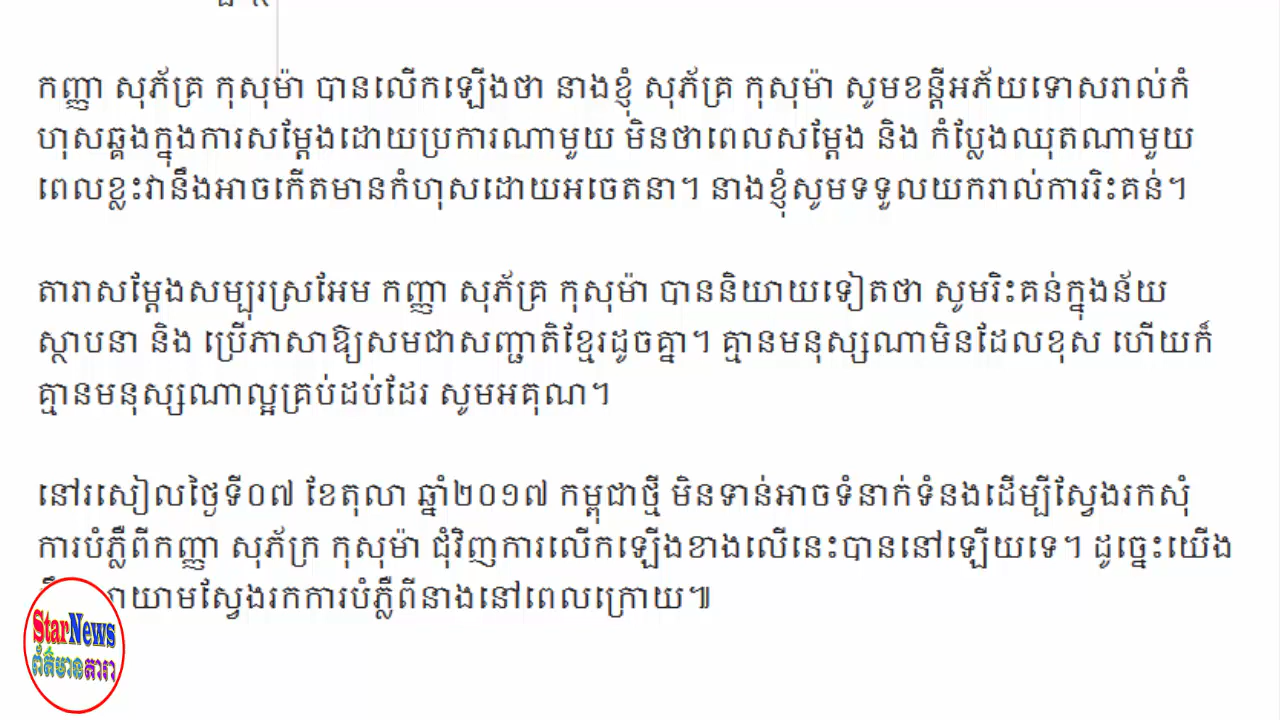 កញ្ញា សុភ័គ្រ កុសុម៉ា បានលើកឡើងថា នាងខ្ញុំ សុភ័គ្រ កុសុម៉ា សូមខន្តីអភ័យទោសរាល់កំ
ហុសឆ្គងក្នុងការសម្តែងដោយប្រការណាមួយ មិនថាពេលសម្តែង និង កំប្លែងឈុតណាមួយ
ពេលខ្លះវានឹងអាចកើតមានកំហុសដោយអចេតនា។ នាងខ្ញុំសូមទទួលយករាល់ការរិះគន់។
តារាសម្តែងសម្បុរស្រអែម កញ្ញា សុភ័គ្រ កុសុម៉ា បាននិយាយទៀតថា សូមរិះគន់ក្នុងន័យ
ស្ថាបនា និង ប្រើភាសាឱ្យសមជាសញ្ជាតិខ្មែរដូចគ្នា។ គ្មានមនុស្សណាមិនដែលខុស ហើយក៏
គ្មានមនុស្សណាល្អគ្រប់ដប់ដែរ សូមអគុណ។
នៅរសៀលថ្ងៃទី០៧ ខែតុលា ឆ្នាំ២០១៧ កម្ពុជាថ្មី មិនទាន់អាចទំនាក់ទំនងដើម្បីស្វែងរកសុំ
ការបំភ្លឺពីកញ្ញា សុភ័ក្រ កុសុម៉ា ជុំវិញការលើកឡើងខាងលើនេះបាននៅឡើយទេ។ ដូច្នេះយើង
ស្វែងរកការបំភ្លឺពីនាងនៅពេលក្រោយ៕
StarNews
ព័ត៌មានតារា